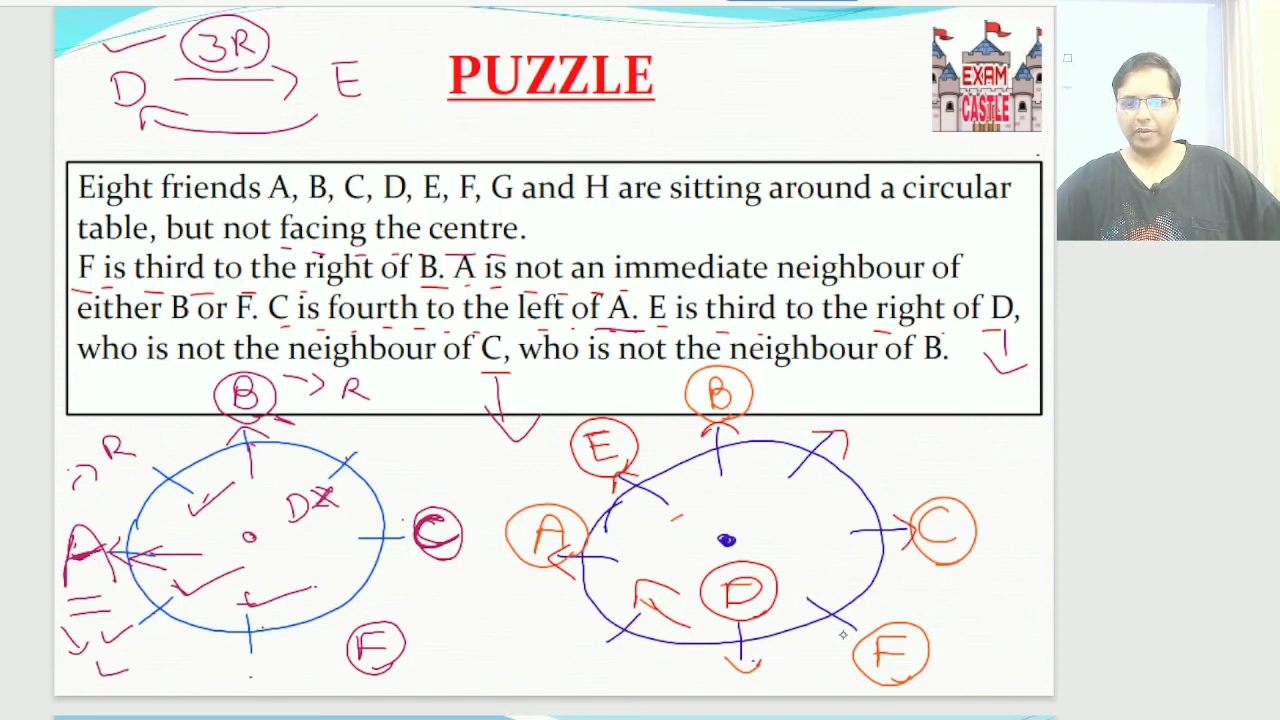 3R
D E
PUZZLE
EXAM
CASTLE
Eight friends A, B, C, D, E, F, G and H are sitting around a circular
table, but not facing the centre.
F is third to the right of B. A is not an immediate neighbour of
either B or F. C is fourth to the left of A. E is third to the right of D,
who is not the neighbour of C, who is not the neighbour of B.
B R
R
D
A
C
F
B
E
A
C
D
F